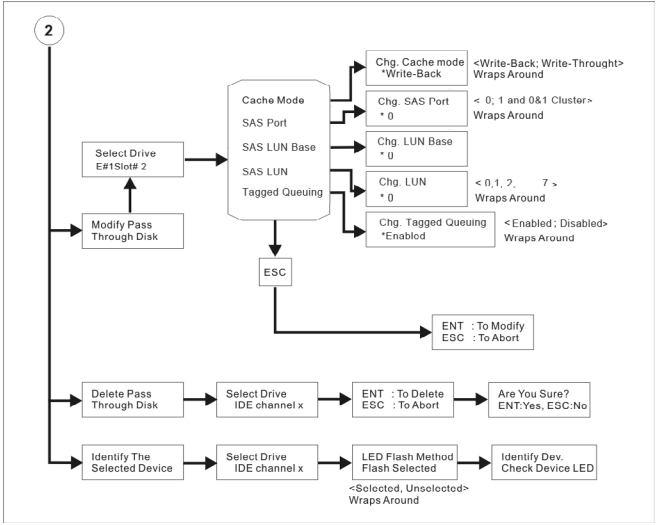 2
Chg. Cache mode
*Write-Back
<Write-Back; Write-Throught>
Wraps Around
Cache Mode
SAS Port
SAS LUN Base
SAS LUN
Tagged Queuing
Chg. SAS Port
* 0
< 0; 1 and 0&1 Cluster>
Wraps Around
Select Drive
E#1Slot# 2
Chg. LUN Base
* 0
Chg. LUN
* 0
< 0,1, 2, 7 >
Wraps Around
Modify Pass
Through Disk
Chg. Tagged Queuing
*Enabled
<Enabled; Disabled>
Wraps Around
ESC
ENT : To Modify
ESC : To Abort
Delete Pass
Through Disk
Select Drive
IDE channel x
ENT : To Delete
ESC : To Abort
Are You Sure?
ENT:Yes, ESC:No
Identify The
Selected Device
Select Drive
IDE channel x
LED Flash Method
Flash Selected
Identify Dev.
Check Device LED
<Selected, Unselected>
Wraps Around